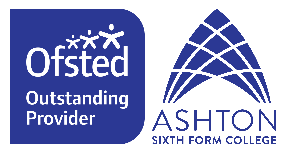 Ofsted
Outstanding
Provider
ASHTON
SIXTH FORM COLLEGE